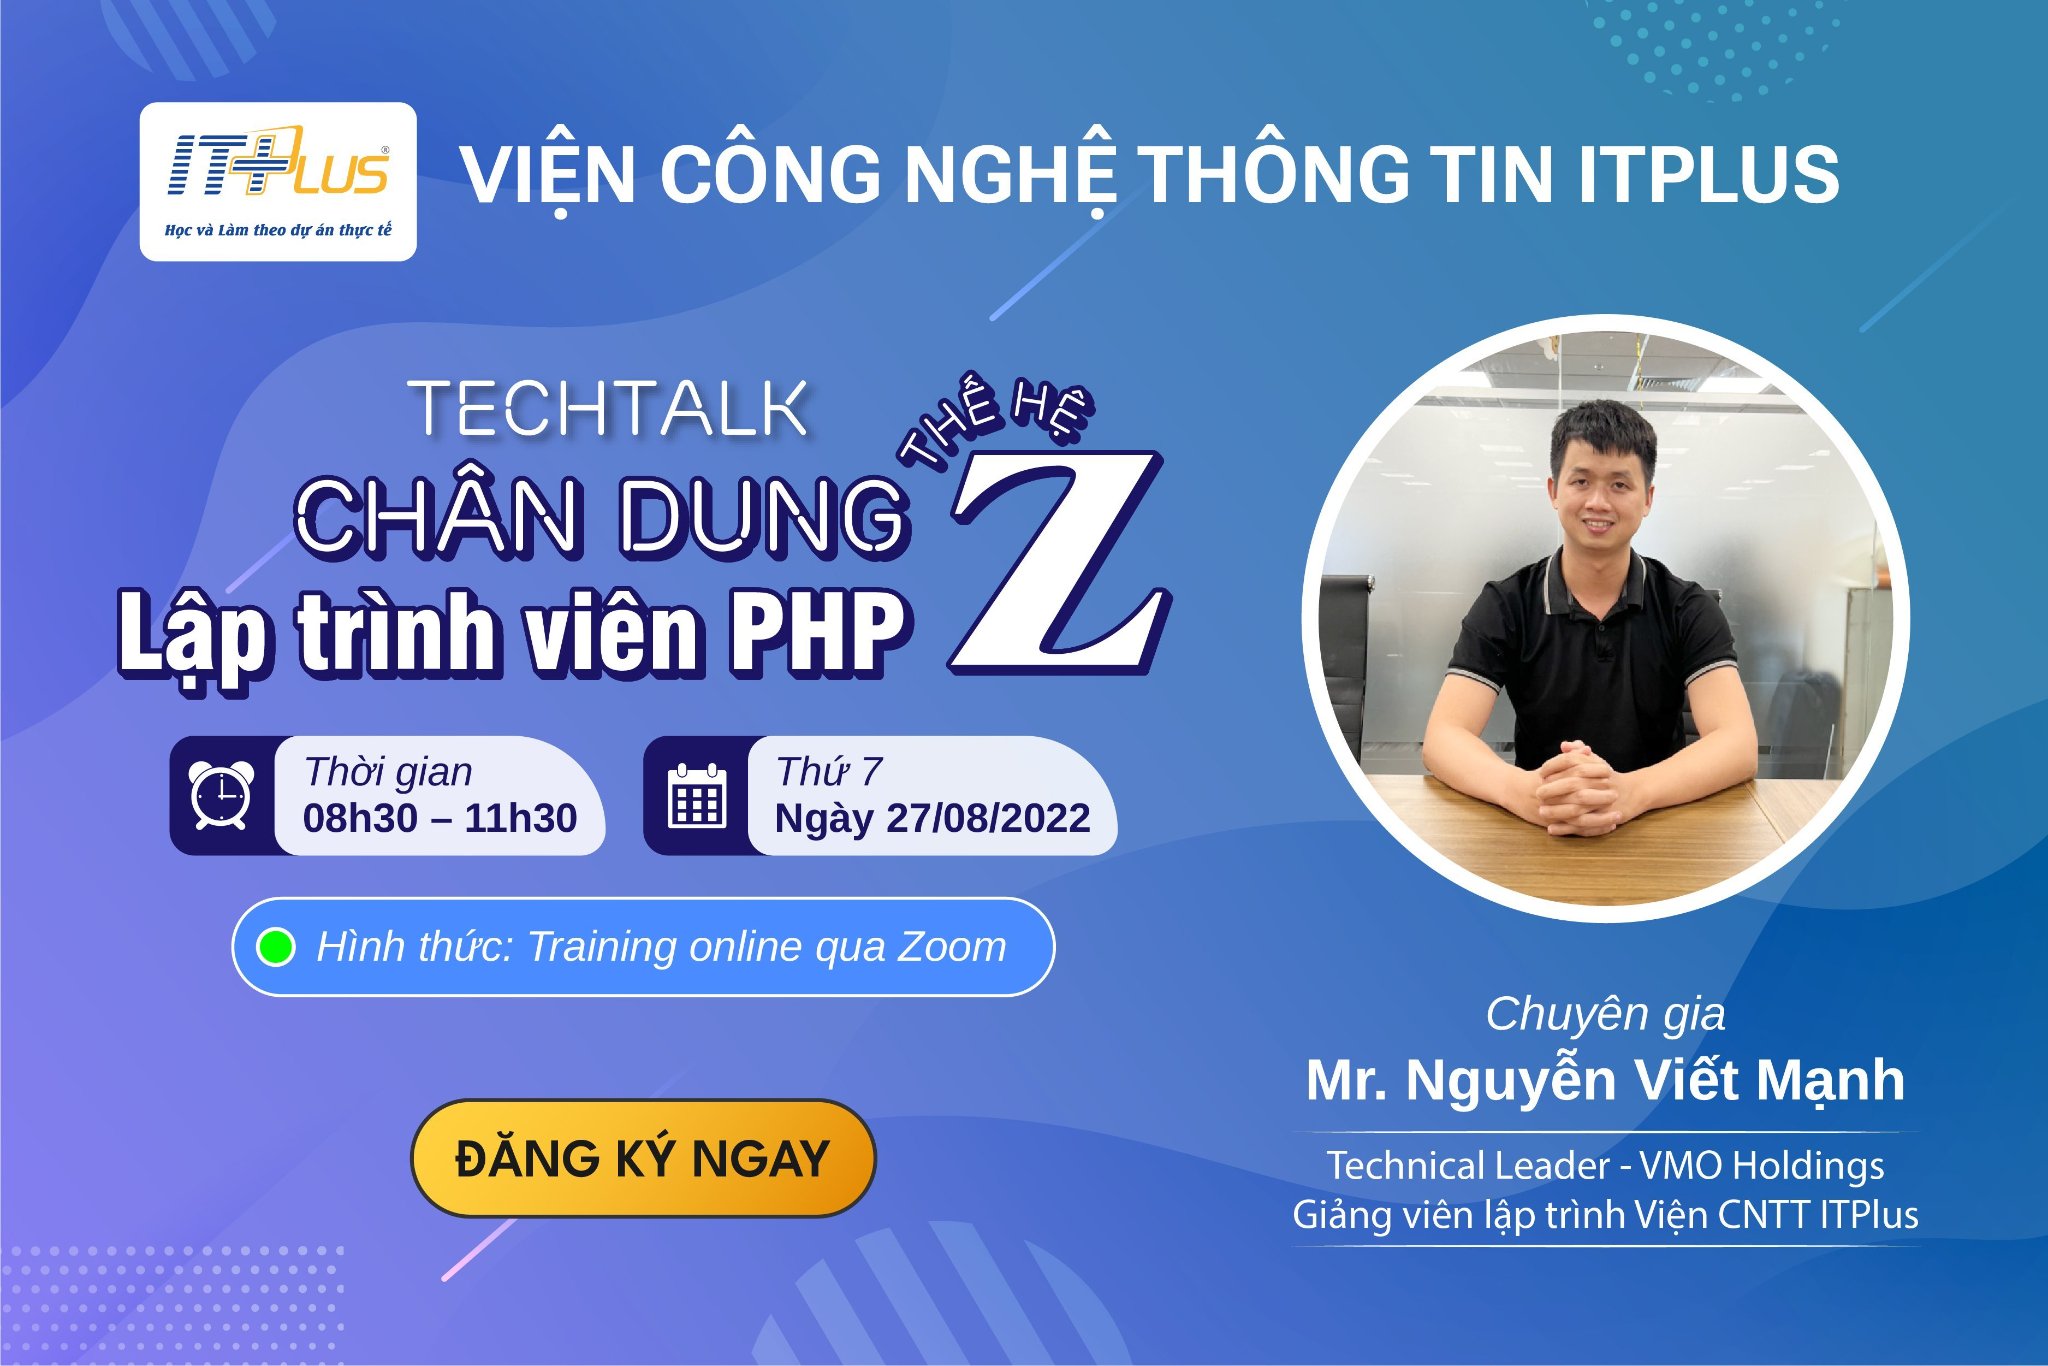 ITPLUS®
Học và Làm theo dự án thực tế
VIỆN CÔNG NGHỆ THÔNG TIN ITPLUS
TECHTALK
CHÂN DUNG
Lập trình viên PHP
THẾ HỆ
Z
Thời gian
08h30 – 11h30
Thứ 7
Ngày 27/08/2022
Hình thức: Training online qua Zoom
ĐĂNG KÝ NGAY
Chuyên gia
Mr. Nguyễn Viết Mạnh
Technical Leader - VMO Holdings
Giảng viên lập trình Viện CNTT ITPlus